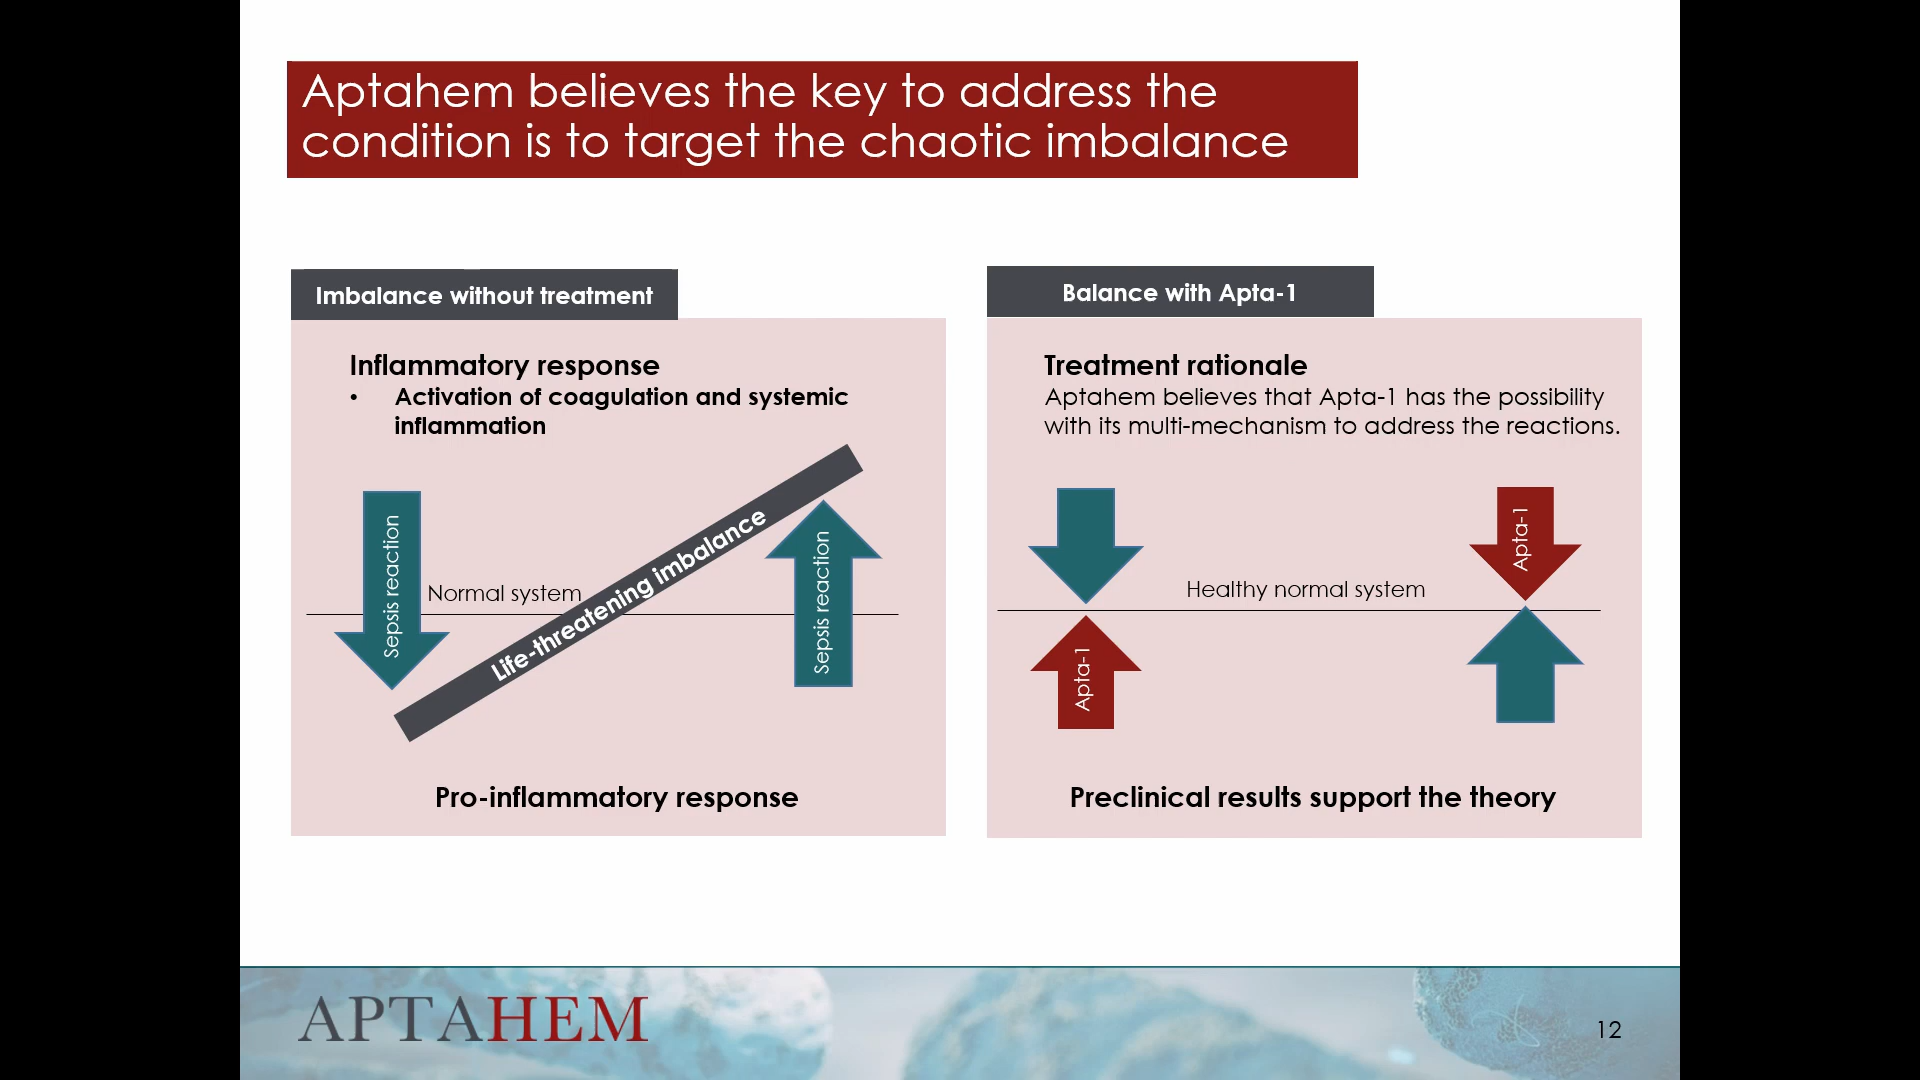 Aptahem believes the key to address the
condition is to target the chaotic imbalance
Imbalance without treatment
Inflammatory response
• Activation of coagulation and systemic
inflammation
Sepsis reaction
Normal system
Life-threatening imbalance
Sepsis reaction
Pro-inflammatory response
Balance with Apta-1
Treatment rationale
Aptahem believes that Apta-1 has the possibility
with its multi-mechanism to address the reactions.
Apta-1
Healthy normal system
Apta-1
Preclinical results support the theory
APTAHEM
12